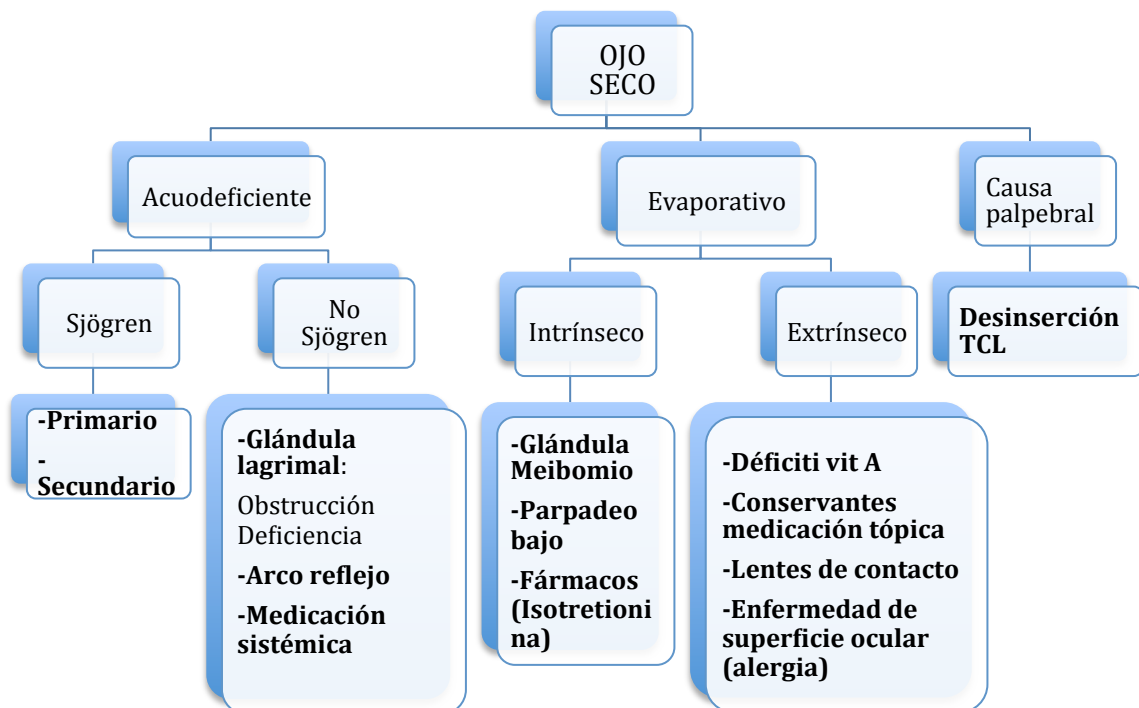 OJO
SECO
Acuodeficiente
Evaporativo
Causa
palpebral
Sjögren
No
Sjögren
Intrínseco
Extrínseco
Desinserción
TCL
-Primario
-
Secundario
-Glándula
lagrimal:
Obstrucción
Deficiencia
-Arco reflejo
-Medicación
sistémica
-Glándula
Meibomio
-Parpadeo
bajo
-Fármacos
(Isotretioni
na)
-Déficiti vit A
-Conservantes
medicación tópica
-Lentes de contacto
-Enfermedad de
superficie ocular
(alergia)